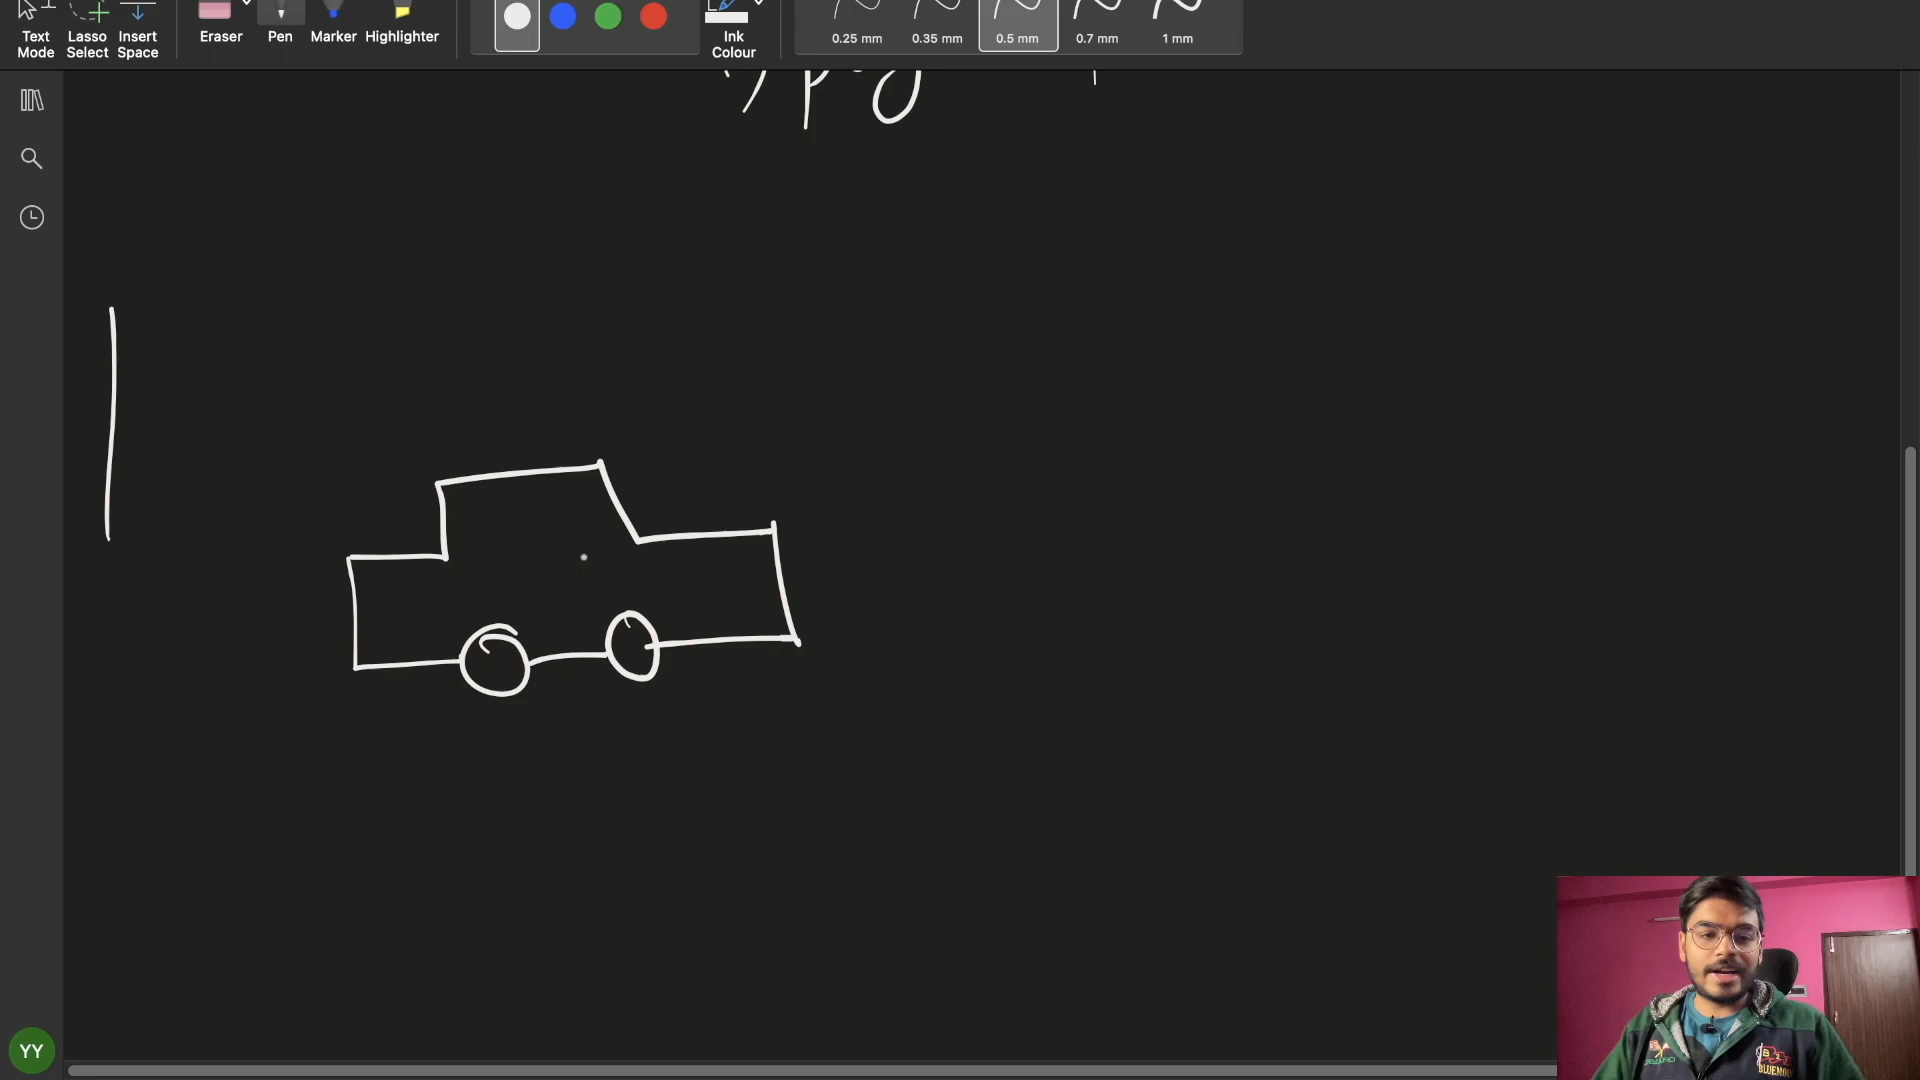 Text Mode
Lasso Select
Insert Space
Eraser
Pen
Marker
Highlighter
Ink Colour
0.25 mm
0.35 mm
0.5 mm
0.7 mm
1 mm
YY